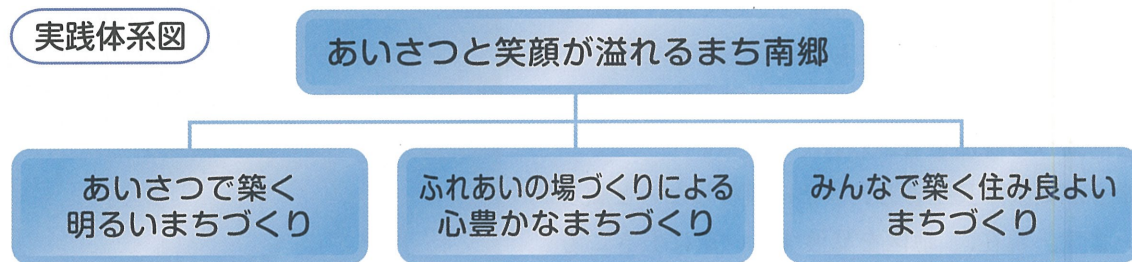 実践体系図
あいさつと笑顔が溢れるまち南郷
あいさつで築く
明るいまちづくり
ふれあいの場づくりによる
心豊かなまちづくり
みんなで築く住み良よい
まちづくり